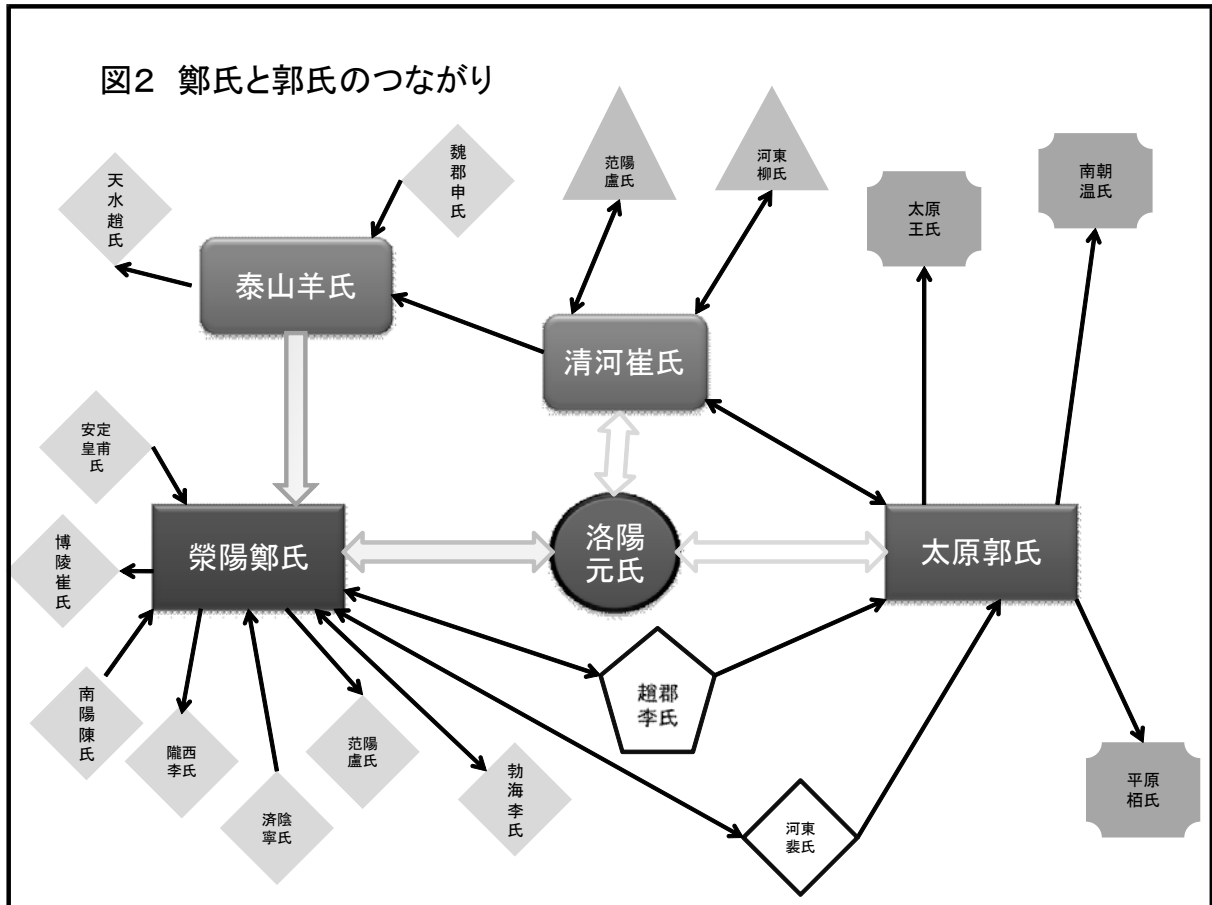 図2 鄭氏と郭氏のつながり
天水趙氏
魏郡申氏
范陽
盧氏
河東
柳氏
太原
王氏
南朝
温氏
泰山羊氏
清河崔氏
安定
皇甫
氏
博陵崔氏
滎陽鄭氏
洛陽
元氏
太原郭氏
南陽陳氏
隴西
李氏
済陰
寧氏
范陽
盧氏
勃海李氏
趙郡
李氏
河東
裴氏
平原
栢氏